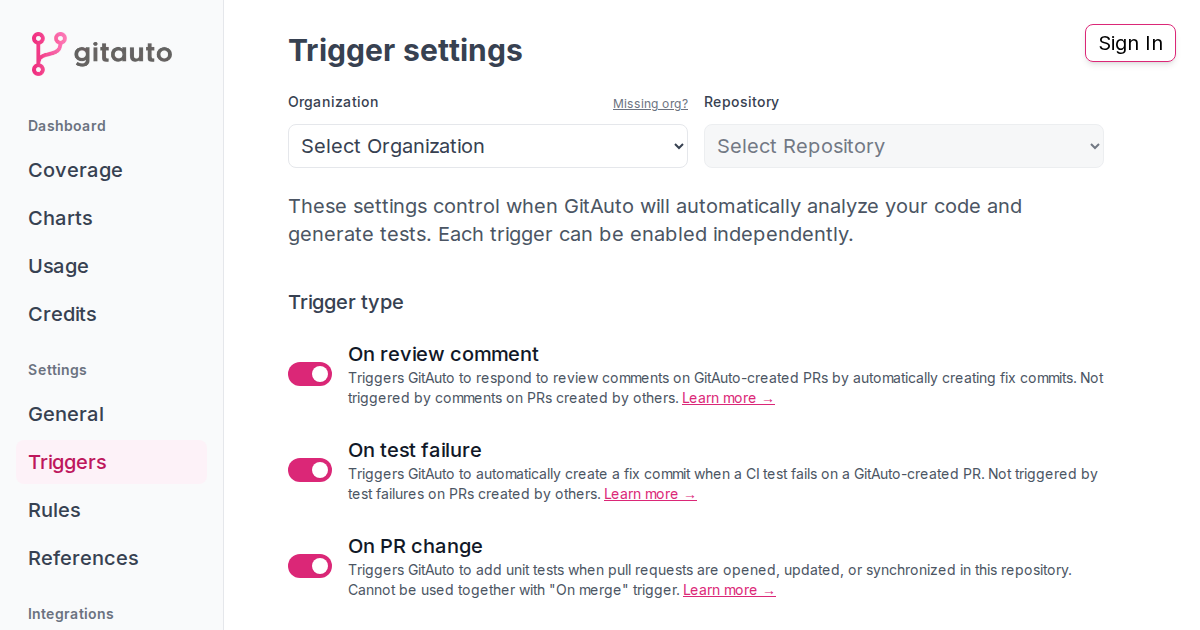 gitauto
Dashboard
Coverage
Charts
Usage
Credits
Settings
General
Triggers
Rules
References
Integrations
Sign In
Trigger settings
Organization
Missing org?
Repository
Select Organization
Select Repository
These settings control when GitAuto will automatically analyze your code and
generate tests. Each trigger can be enabled independently.
Trigger type
On review comment
Triggers GitAuto to respond to review comments on GitAuto-created PRs by automatically creating fix commits. Not
triggered by comments on PRs created by others. Learn more →
On test failure
Triggers GitAuto to automatically create a fix commit when a CI test fails on a GitAuto-created PR. Not triggered by
test failures on PRs created by others. Learn more →
On PR change
Triggers GitAuto to add unit tests when pull requests are opened, updated, or synchronized in this repository.
Cannot be used together with "On merge" trigger. Learn more →